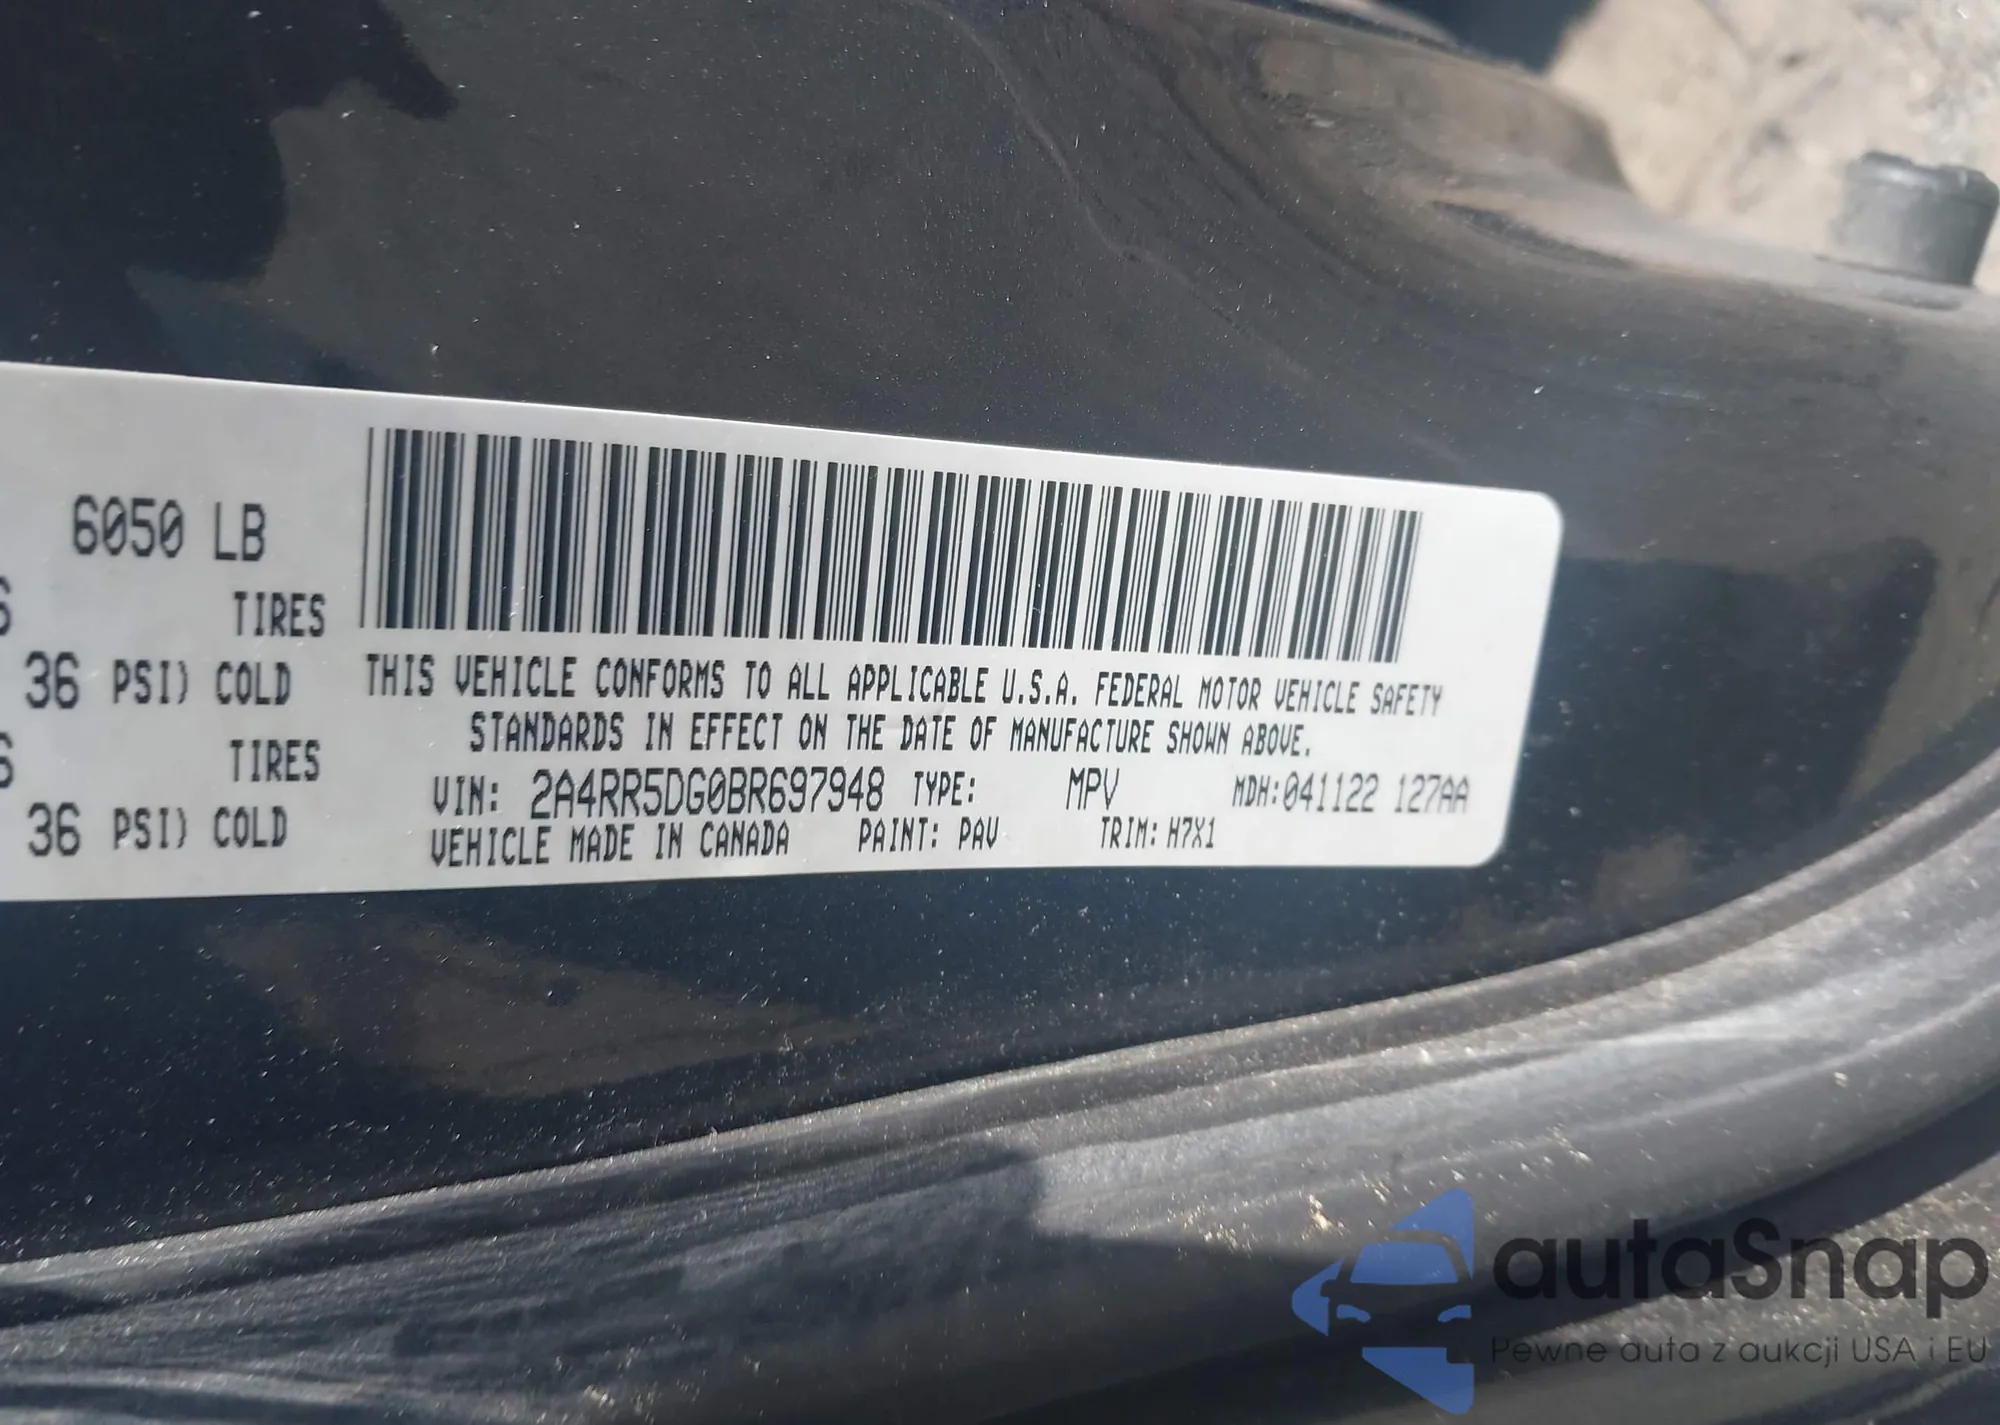 6050 LB
TIRES
36 PSI) COLD
TIRES
36 PSI) COLD
THIS VEHICLE CONFORMS TO ALL APPLICABLE U.S.A. FEDERAL MOTOR VEHICLE SAFETY
STANDARDS IN EFFECT ON THE DATE OF MANUFACTURE SHOWN ABOVE.
VIN: 2A4RR5DG0BR697948 TYPE: MPV MDH:041122 127AA
VEHICLE MADE IN CANADA PAINT: PAV TRIM: H7X1
autaSnap
Pewne auta z aukcji USA i EU